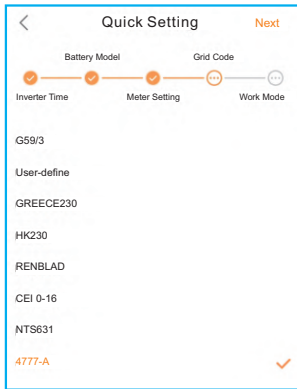 Quick Setting Next
Battery Model Grid Code
Inverter Time Meter Setting Work Mode
G59/3
User-define
GREECE230
HK230
RENBLAD
CEI 0-16
NTS631
4777-A